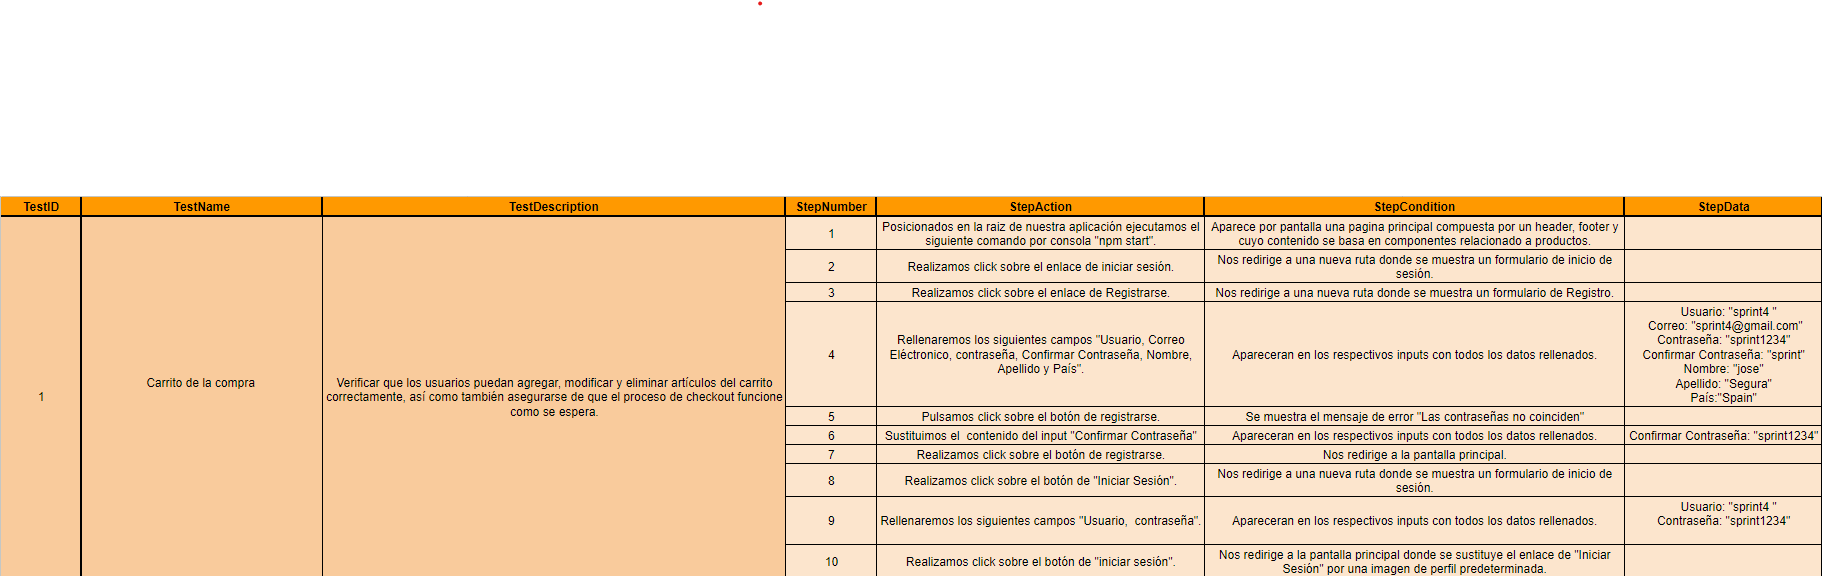 TestID TestName TestDescription StepNumber StepAction StepCondition StepData
1
Carrito de la compra
Verificar que los usuarios puedan agregar, modificar y eliminar artículos del carrito
correctamente, así como también asegurarse de que el proceso de checkout funcione
como se espera.
1
Posicionados en la raiz de nuestra aplicación ejecutamos el
siguiente comando por consola "npm start".
Aparece por pantalla una pagina principal compuesta por un header, footer y
cuyo contenido se basa en componentes relacionado a productos.
2
Realizamos click sobre el enlace de iniciar sesión.
Nos redirige a una nueva ruta donde se muestra un formulario de inicio de
sesión.
3
Realizamos click sobre el enlace de Registrarse.
Nos redirige a una nueva ruta donde se muestra un formulario de Registro.
4
Rellenaremos los siguientes campos "Usuario, Correo
Eléctronico, contraseña, Confirmar Contraseña, Nombre,
Apellido y País".
Apareceran en los respectivos inputs con todos los datos rellenados.
Usuario: "sprint4 "
Correo: "sprint4@gmail.com"
Contraseña: "sprint1234"
Confirmar Contraseña: "sprint"
Nombre: "jose"
Apellido: "Segura"
País:"Spain"
5
Pulsamos click sobre el botón de registrarse.
Se muestra el mensaje de error "Las contraseñas no coinciden"
6
Sustituimos el  contenido del input "Confirmar Contraseña"
Apareceran en los respectivos inputs con todos los datos rellenados.
Confirmar Contraseña: "sprint1234"
7
Realizamos click sobre el botón de registrarse.
Nos redirige a la pantalla principal.
8
Realizamos click sobre el botón de "Iniciar Sesión".
Nos redirige a una nueva ruta donde se muestra un formulario de inicio de
sesión.
9
Rellenaremos los siguientes campos "Usuario,  contraseña".
Apareceran en los respectivos inputs con todos los datos rellenados.
Usuario: "sprint4 "
Contraseña: "sprint1234"
10
Realizamos click sobre el botón de "iniciar sesión".
Nos redirige a la pantalla principal donde se sustituye el enlace de "Iniciar
Sesión" por una imagen de perfil predeterminada.